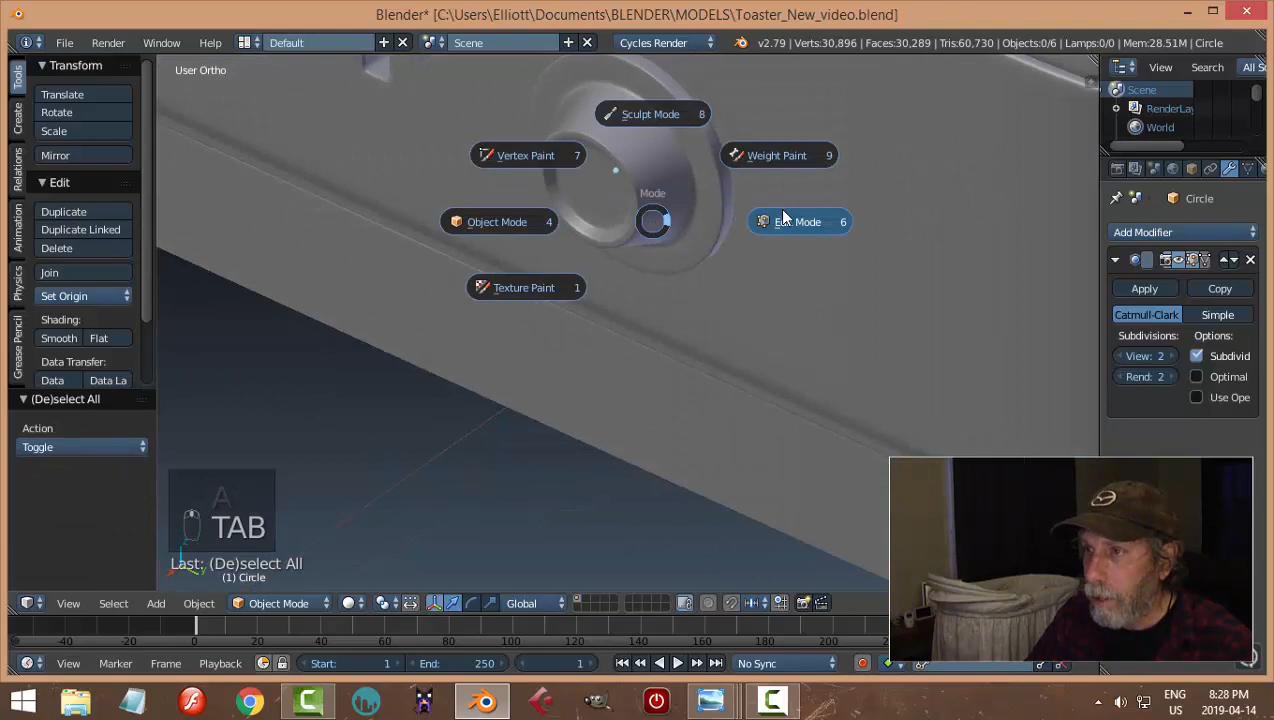 Blender* [C:\Users\Elliott\Documents\BLENDER\MODELS\Toaster_New_video.blend]
File Render Window Help Default Scene Cycles Render v2.79 | Verts:30,896 | Faces:30,289 | Tris:60,730 | Objects:0/6 | Lamps:0/0 | Mem:28.51M | Circle
Tools
Create
Relations
Physics
Grease Pencil
Transform
Translate
Rotate
Scale
Mirror
Edit
Duplicate
Duplicate Linked
Delete
Join
Set Origin
Shading:
Smooth Flat
Data Transfer:
Data Data La
(De)select All
Action
Toggle
User Ortho
Sculpt Mode 8
Vertex Paint 7
Weight Paint 9
Mode
Object Mode 4
Edit Mode 6
Texture Paint 1
A
TAB
Last: (De)select All
(1) Circle
View Search All S
Scene
RenderLay
World
Circle
Add Modifier
Apply Copy
Catmull-Clark Simple
Subdivisions: Options:
View: 2 Subdivid
Rend: 2 Optimal
Use Ope
View Select Add Object Object Mode Global
-40 -20 0 20 40 60 80 100 120 140 160 180 200
View Marker Frame Playback Start: 1 End: 250 1 No Sync
ENG 8:28 PM
US 2019-04-14